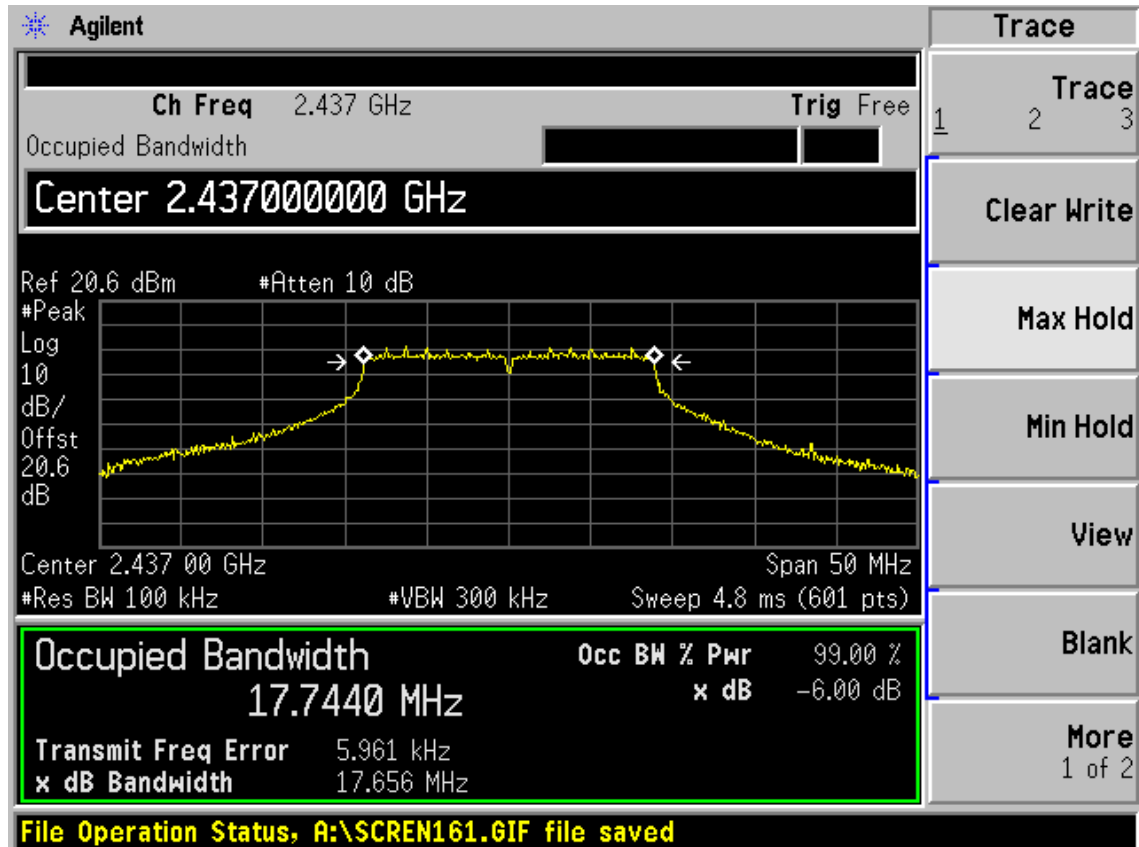 Agilent
Ch Freq 2.437 GHz Trig Free
Occupied Bandwidth
Center 2.437000000 GHz
Ref 20.6 dBm #Atten 10 dB
#Peak
Log
10
dB/
Offst
20.6
dB
Center 2.437 00 GHz Span 50 MHz
#Res BW 100 kHz #VBW 300 kHz Sweep 4.8 ms (601 pts)
Occupied Bandwidth Occ BW % Pwr 99.00 %
17.7440 MHz x dB -6.00 dB
Transmit Freq Error 5.961 kHz
x dB Bandwidth 17.656 MHz
File Operation Status, A:\SCREN161.GIF file saved
Trace
Trace
1 2 3
Clear Write
Max Hold
Min Hold
View
Blank
More
1 of 2